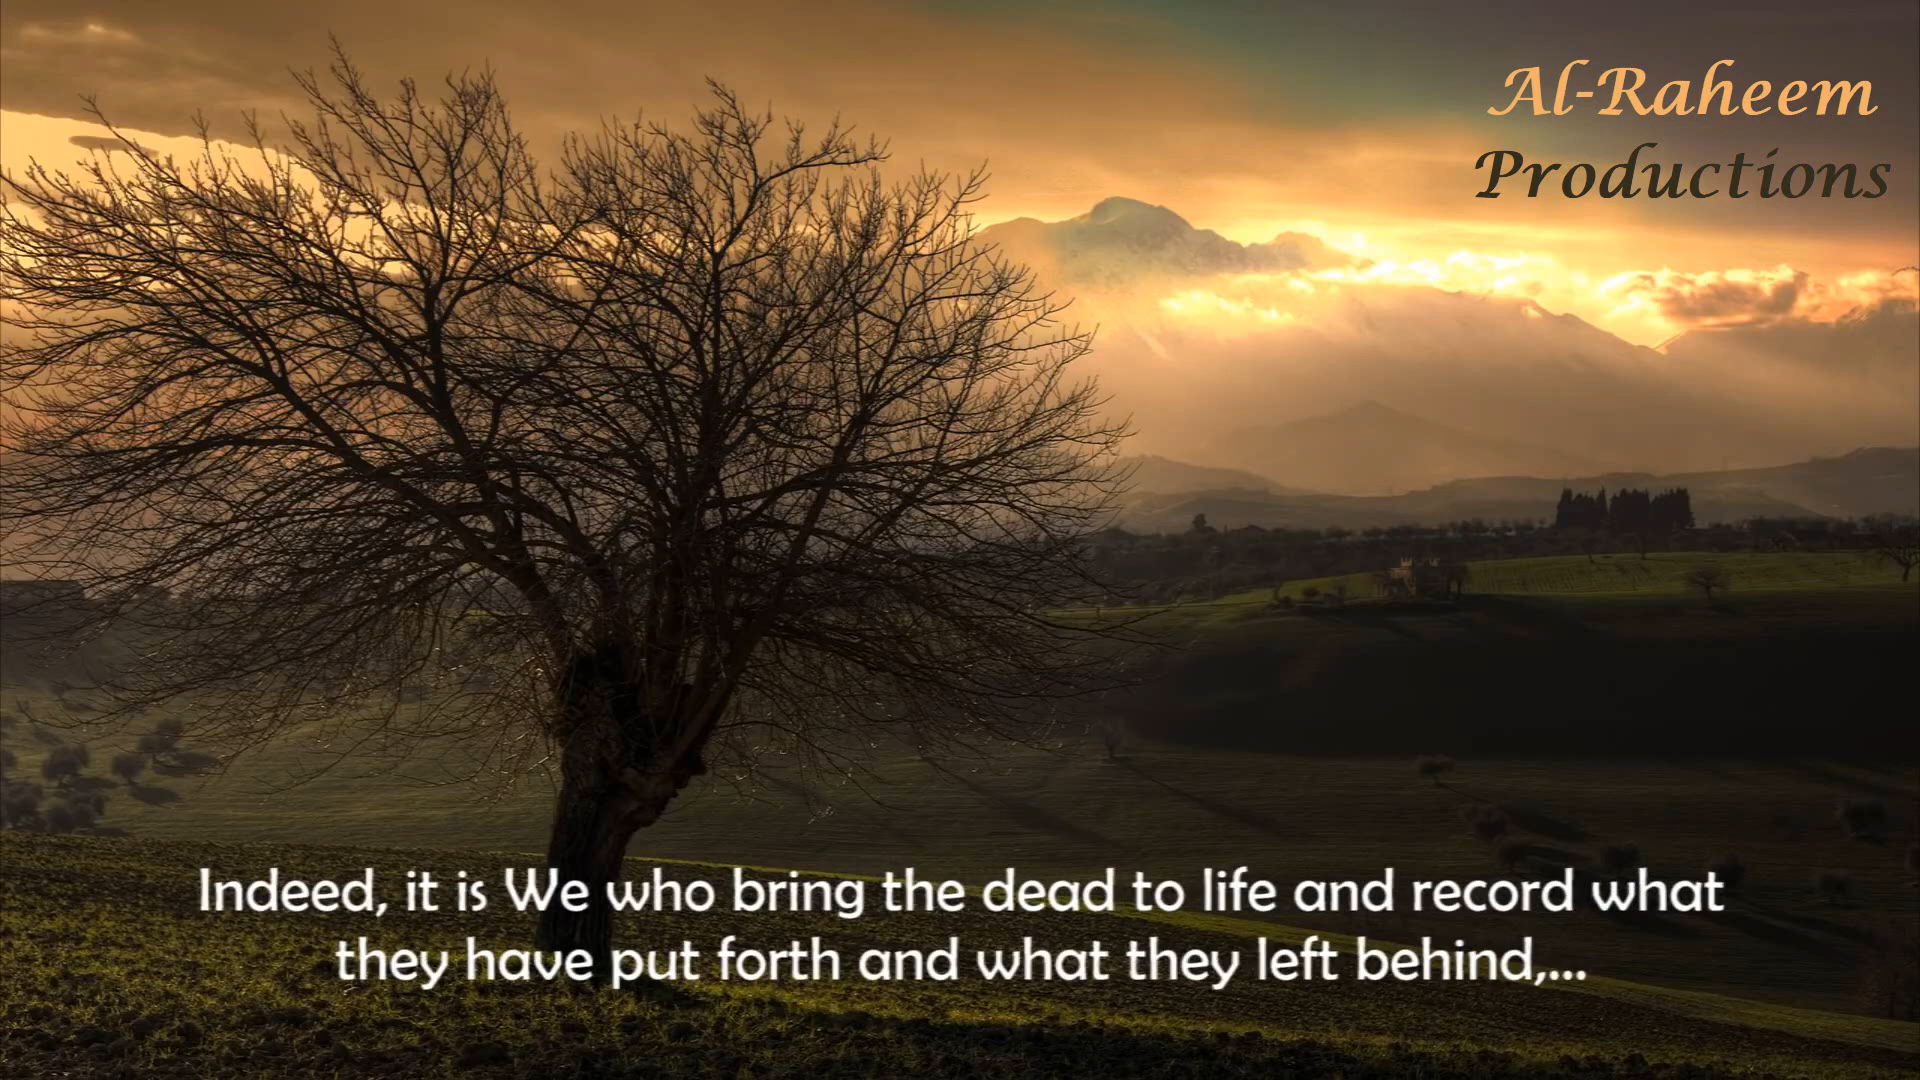 Al-Raheem
Productions
Indeed, it is We who bring the dead to life and record what
they have put forth and what they left behind,...